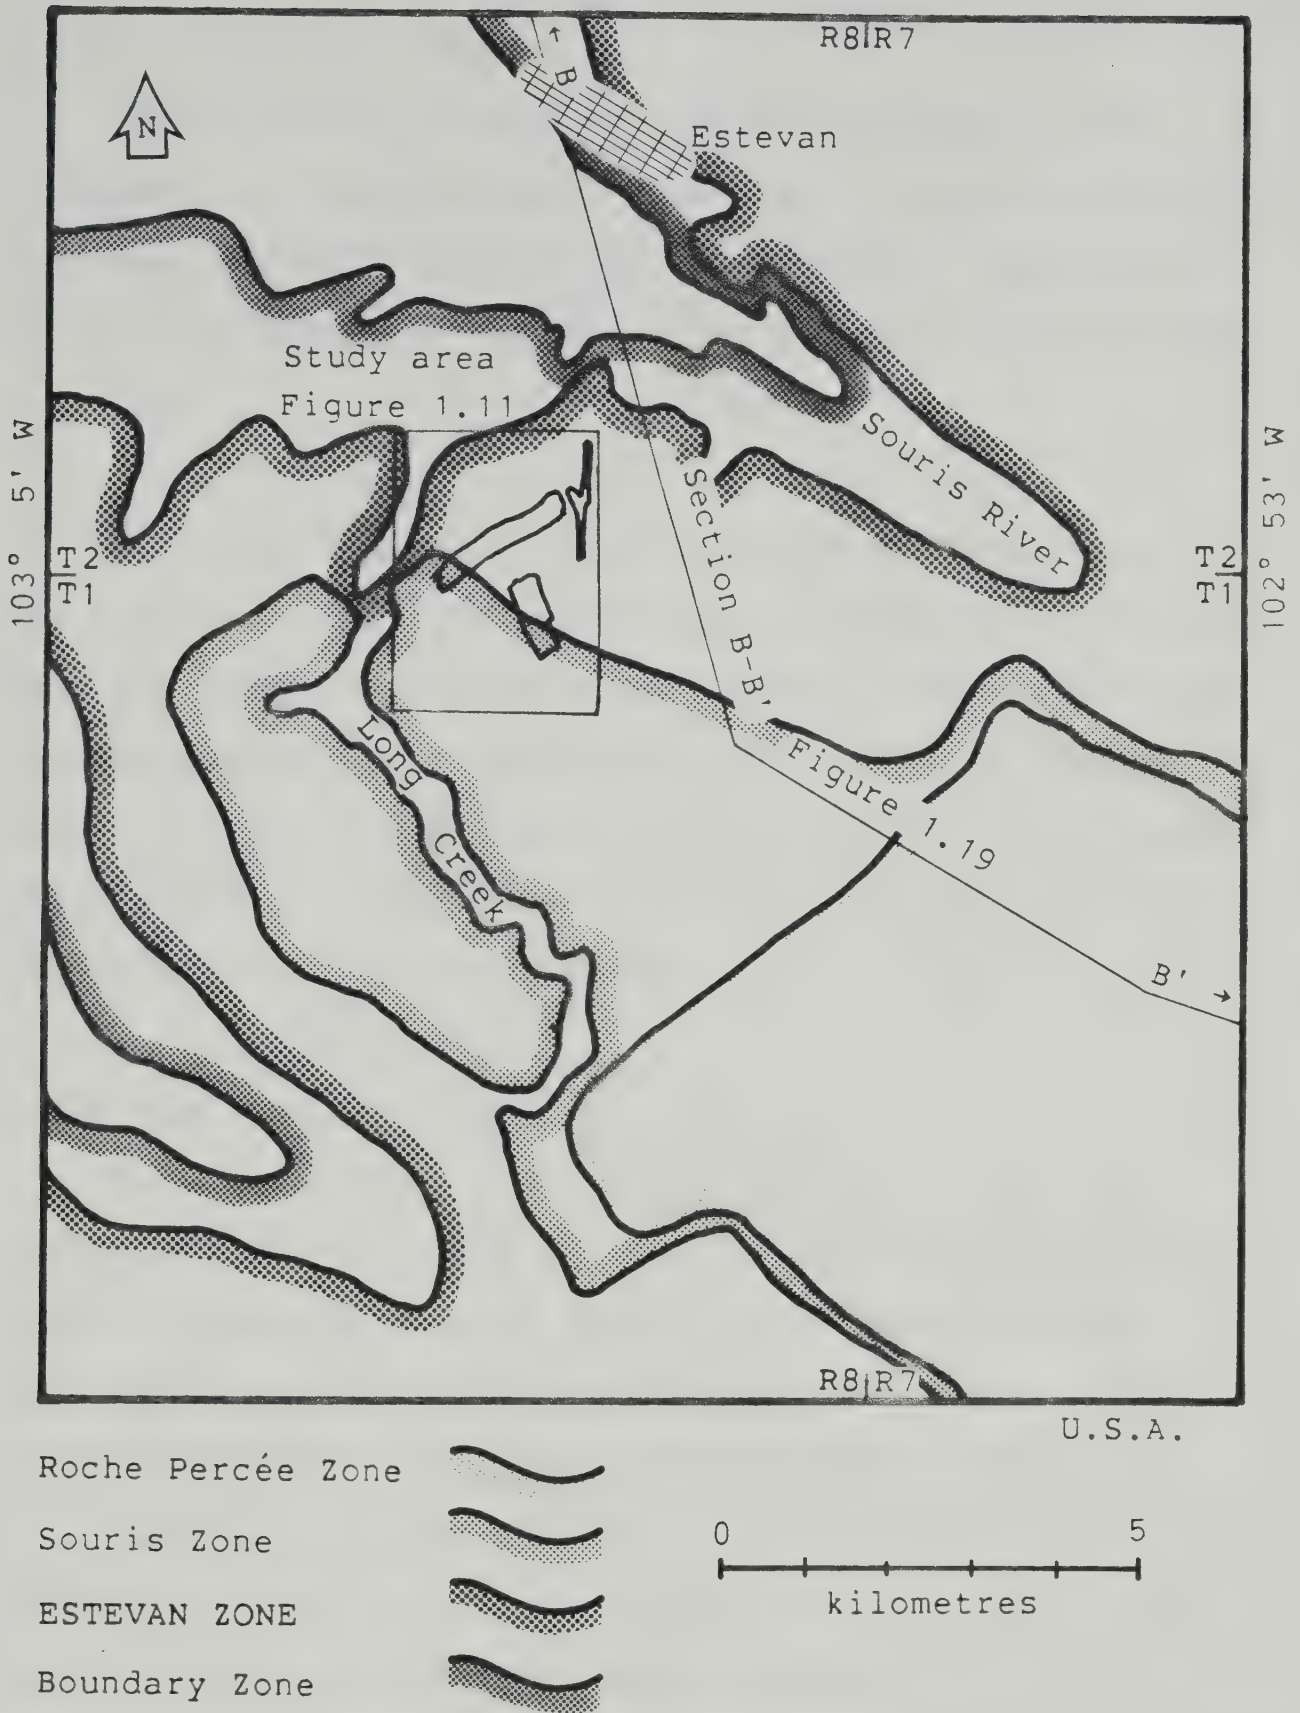 R8|R7
N
B
Estevan
Study area
Figure 1.11
Souris River
103° 5' W
102° 53' W
T2
T1
T2
T1
Section B-B'
Figure 1.19
Long
Creek
B'
R8|R7
U.S.A.
Roche Percée Zone
Souris Zone
ESTEVAN ZONE
Boundary Zone
0 5
kilometres